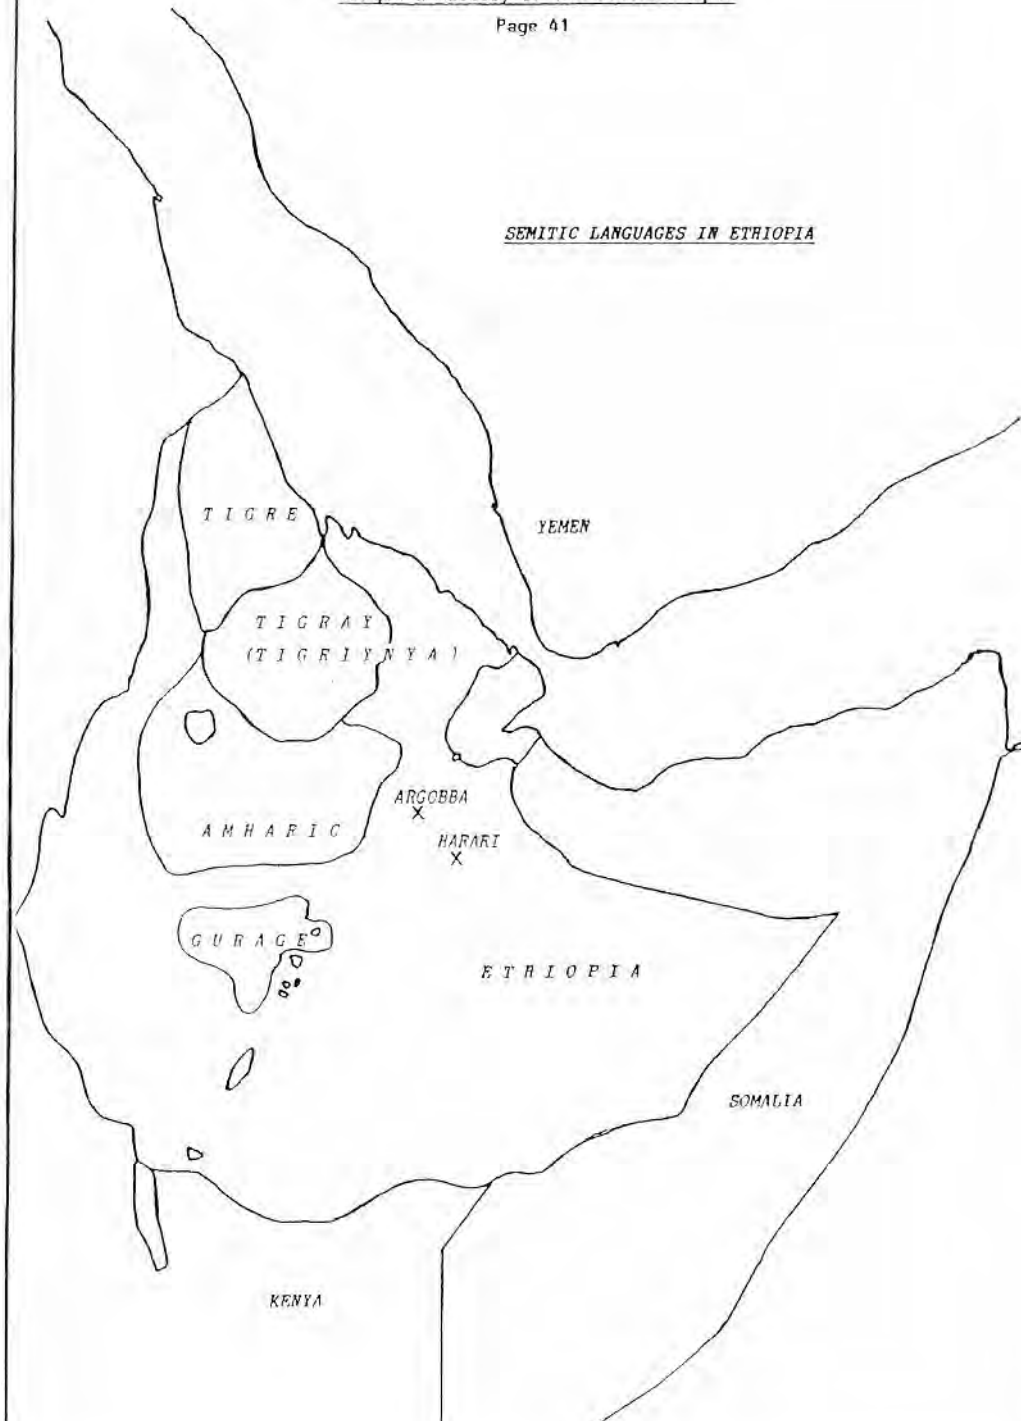 Page 41
SEMITIC LANGUAGES IN ETHIOPIA
TIGRE
YEMEN
TIGRAY
(TIGRIYNYA)
ARGOBBA
X
AMHARIC
HARARI
X
GURAGE
ETHIOPIA
SOMALIA
KENYA